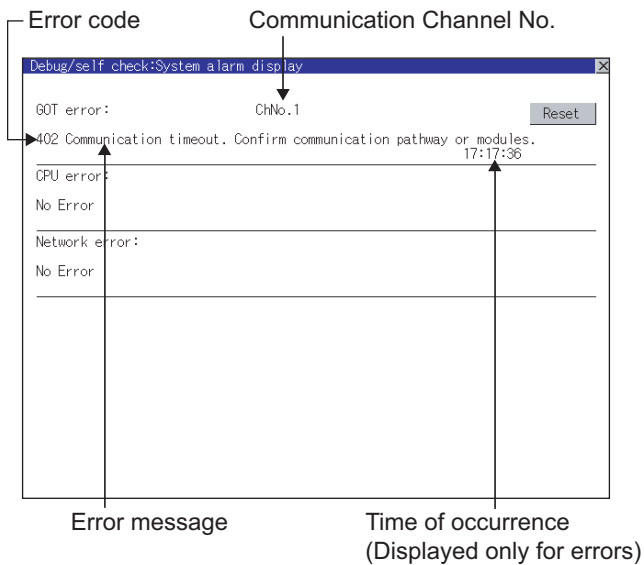 Error code
Communication Channel No.
Debug/self check:System alarm display
GOT error: ChNo.1 Reset
402 Communication timeout. Confirm communication pathway or modules.
17:17:36
CPU error:
No Error
Network error:
No Error
Error message
Time of occurrence
(Displayed only for errors)